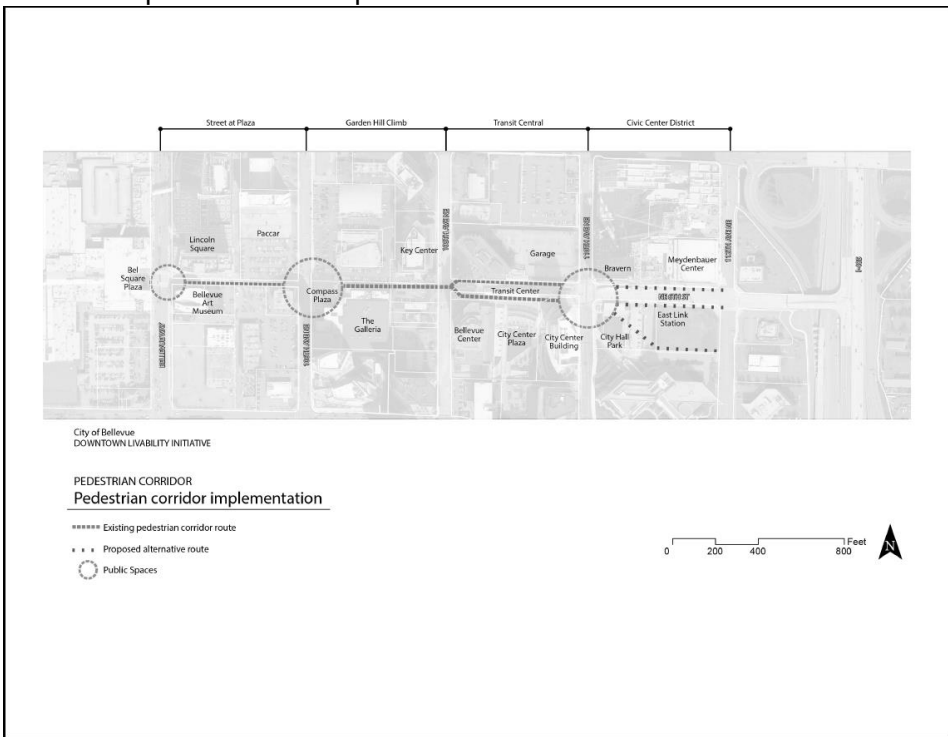 Street at Plaza
Garden Hill Climb
Transit Central
Civic Center District
Lincoln
Square
Paccar
Key Center
Garage
Bravern
Meydenbauer
Center
Bel
Square
Plaza
Bellevue
Art
Museum
Compass
Plaza
The
Galleria
Transit Center
Bellevue
Center
City Center
Plaza
City Center
Building
City Hall
Park
East Link
Station
I-405
City of Bellevue
DOWNTOWN LIVABILITY INITIATIVE
PEDESTRIAN CORRIDOR
Pedestrian corridor implementation
Existing pedestrian corridor route
Proposed alternative route
Public Spaces
Feet
0 200 400 800
N